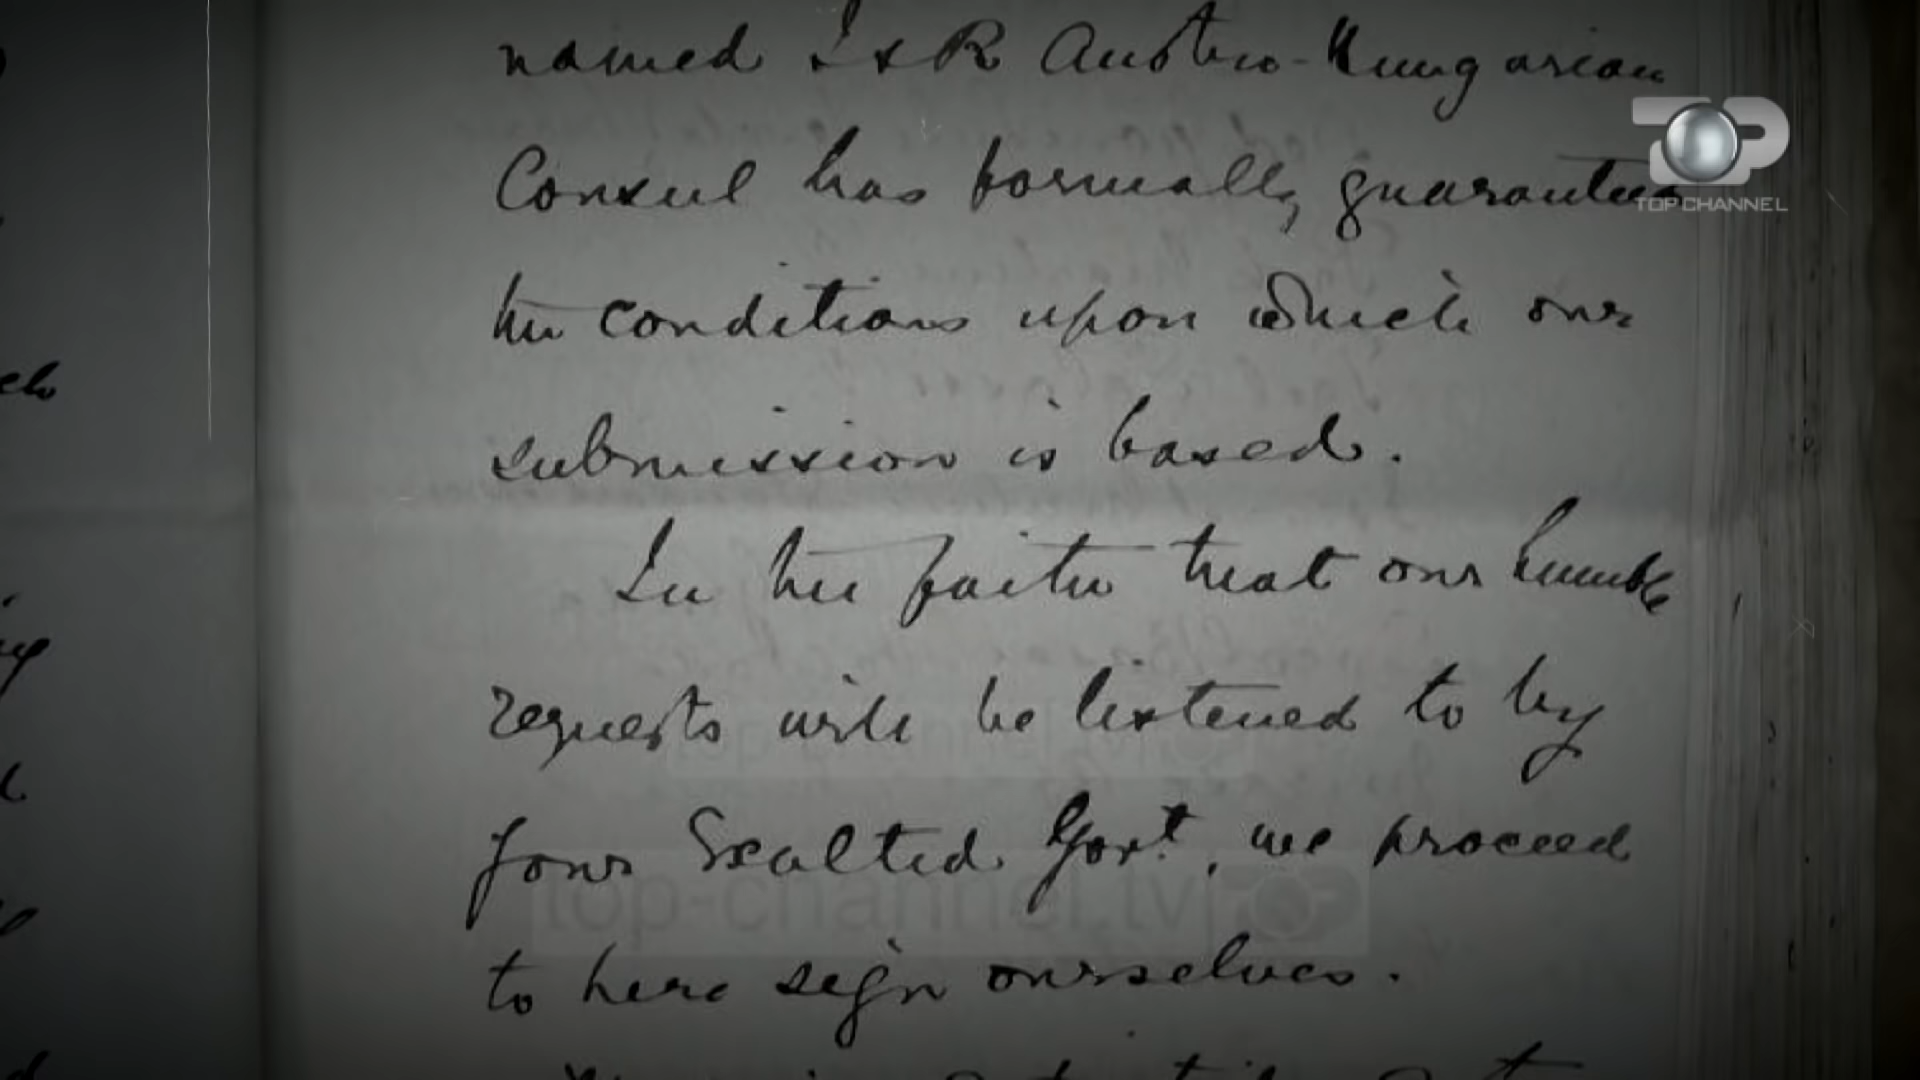 named I & R Austro-Hungarian
TOP CHANNEL
Consul has formally guaranteed
the conditions upon which our
submission is based.
In the faith that our humble
requests will be listened to by
your Exalted Govt., we proceed
top-channel.tv
to here sign ourselves.